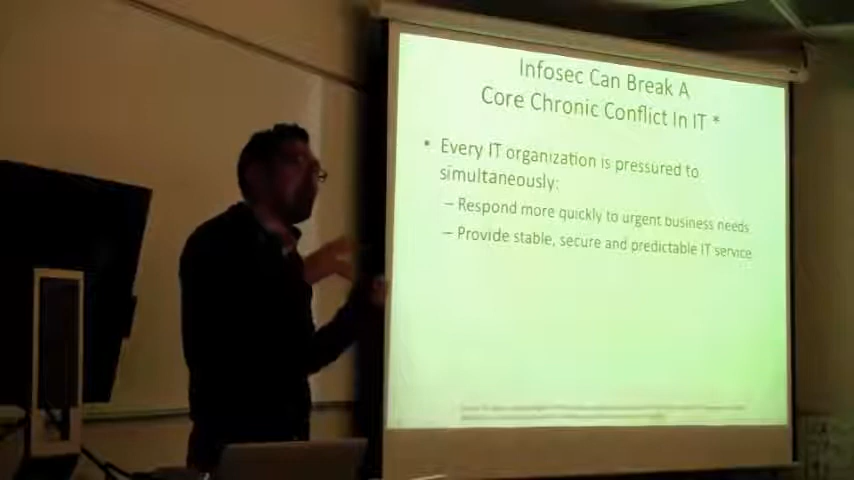 Infosec Can Break A
Core Chronic Conflict In IT *
• Every IT organization is pressured to
simultaneously:
– Respond more quickly to urgent business needs
– Provide stable, secure and predictable IT service